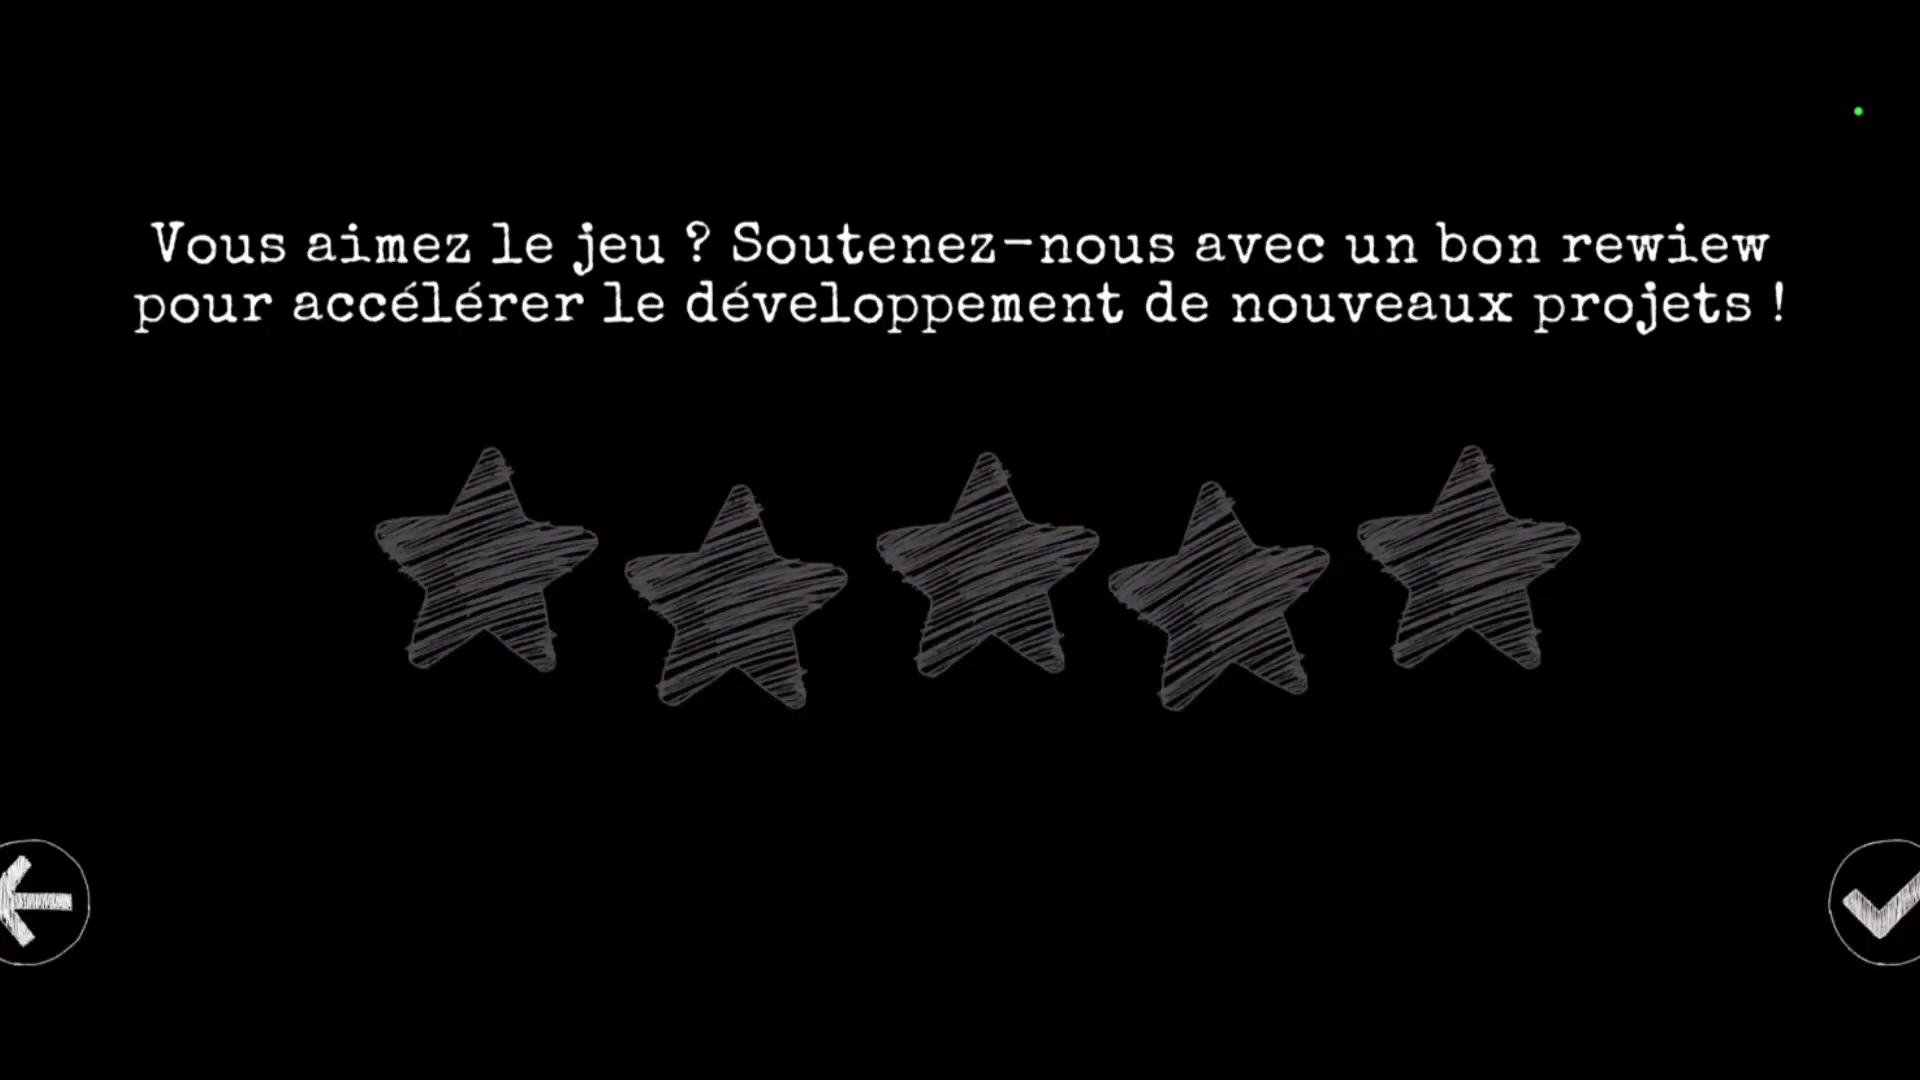 Vous aimez le jeu ? Soutenez-nous avec un bon rewiew
pour accélérer le développement de nouveaux projets !